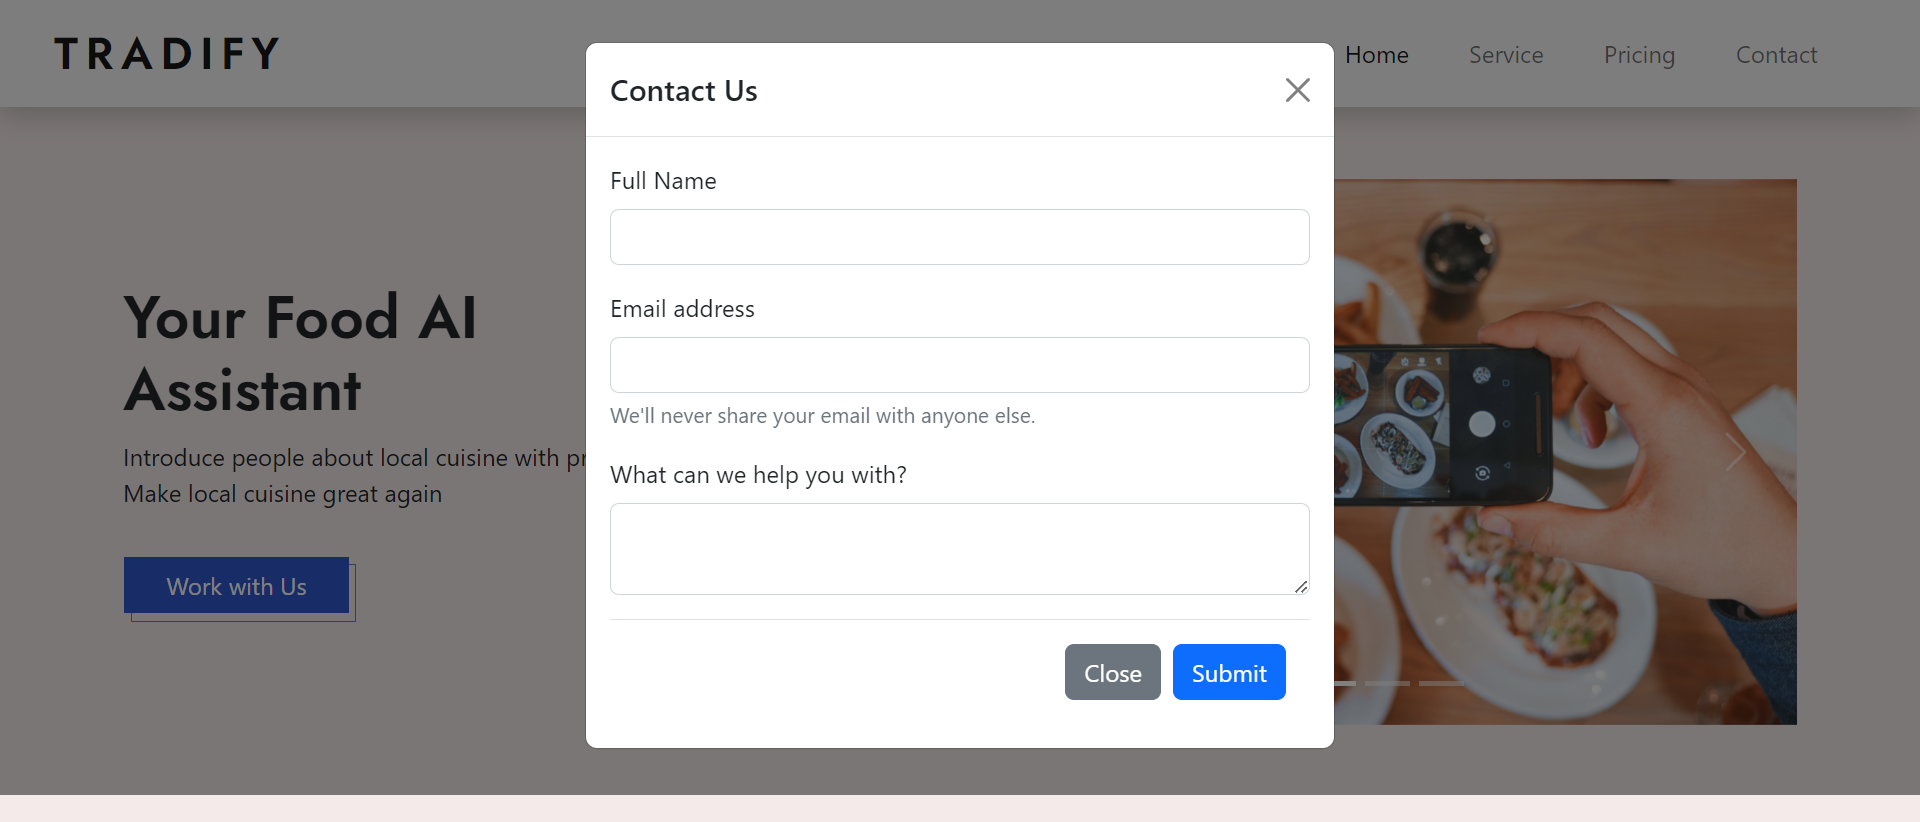 TRADIFY
Home
Service
Pricing
Contact
Contact Us
Full Name
Email address
We'll never share your email with anyone else.
What can we help you with?
Close
Submit
Your Food AI
Assistant
Introduce people about local cuisine with
Make local cuisine great again
Work with Us